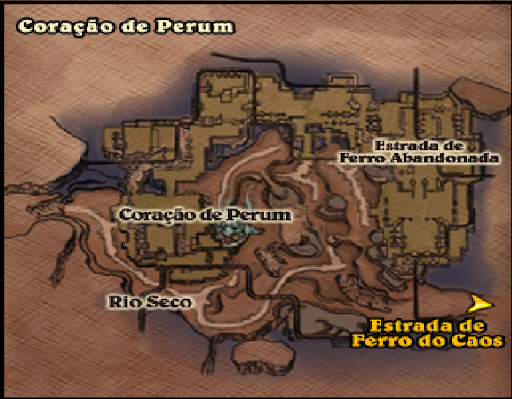 Coração de Perum
Estrada de
Ferro Abandonada
Coração de Perum
Rio Seco
Estrada de
Ferro do Caos